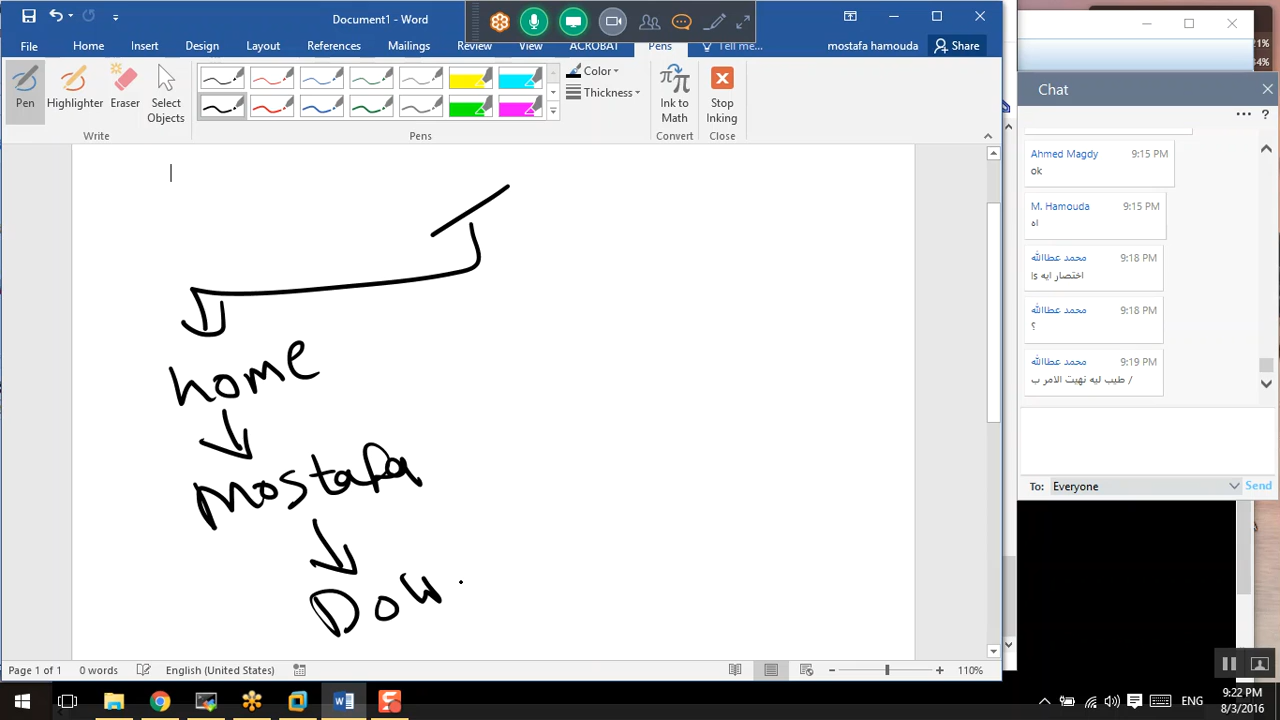 Document1 - Word
File Home Insert Design Layout References Mailings Review View ACROBAT Pens Tell me... mostafa hamouda Share
Pen Highlighter Eraser Select Objects
Color
Thickness
Ink to Math
Stop Inking
Write Pens Convert Close
/
home
Mostafa
Dow
Page 1 of 1 0 words English (United States) 110%
21%
44%
Chat
Ahmed Magdy 9:15 PM
ok
M. Hamouda 9:15 PM
اه
محمد عطاالله 9:18 PM
اختصار ايه ls
محمد عطاالله 9:18 PM
؟
محمد عطاالله 9:19 PM
طيب ليه نهيت الامر ب /
To: Everyone Send
ENG
9:22 PM
8/3/2016